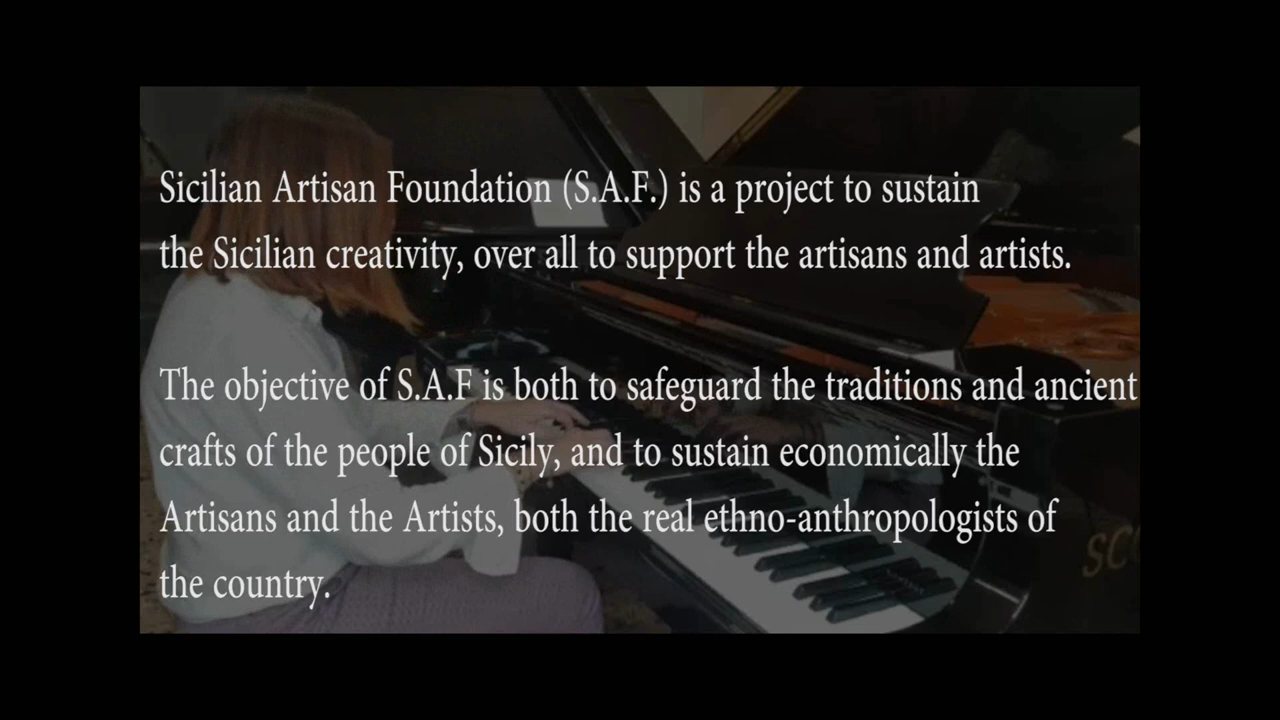 Sicilian Artisan Foundation (S.A.F.) is a project to sustain
the Sicilian creativity, over all to support the artisans and artists.
The objective of S.A.F is both to safeguard the traditions and ancient
crafts of the people of Sicily, and to sustain economically the
Artisans and the Artists, both the real ethno-anthropologists of
the country.